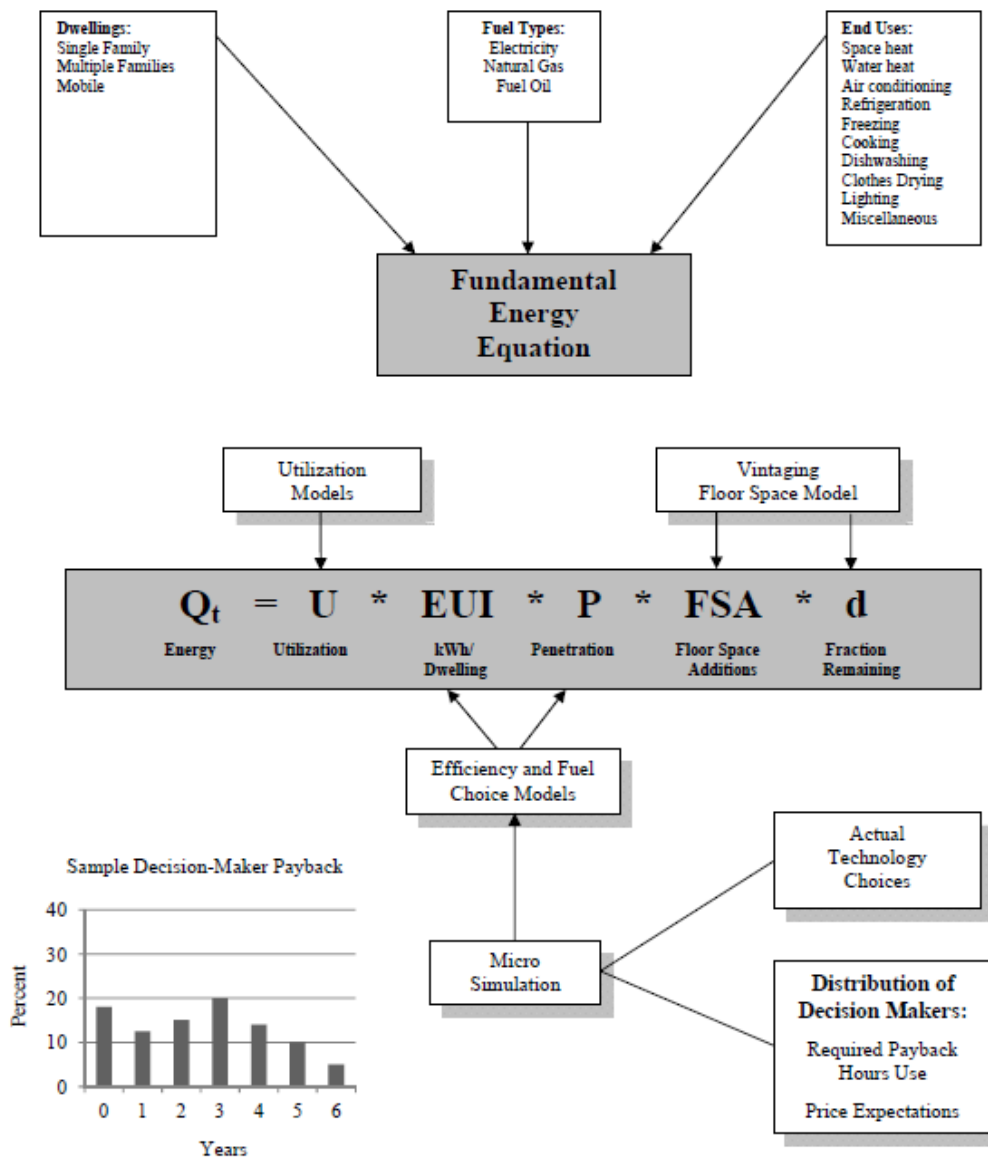 Dwellings:
Single Family
Multiple Families
Mobile
Fuel Types:
Electricity
Natural Gas
Fuel Oil
End Uses:
Space heat
Water heat
Air conditioning
Refrigeration
Freezing
Cooking
Dishwashing
Clothes Drying
Lighting
Miscellaneous
Fundamental
Energy
Equation
Utilization
Models
Vintaging
Floor Space Model
Qt = U * EUI * P * FSA * d
Energy Utilization kWh/ Penetration Floor Space Fraction
Dwelling Additions Remaining
Efficiency and Fuel
Choice Models
Sample Decision-Maker Payback
40
30
20
10
0
Percent
0 1 2 3 4 5 6
Years
Micro
Simulation
Actual
Technology
Choices
Distribution of
Decision Makers:
Required Payback
Hours Use
Price Expectations